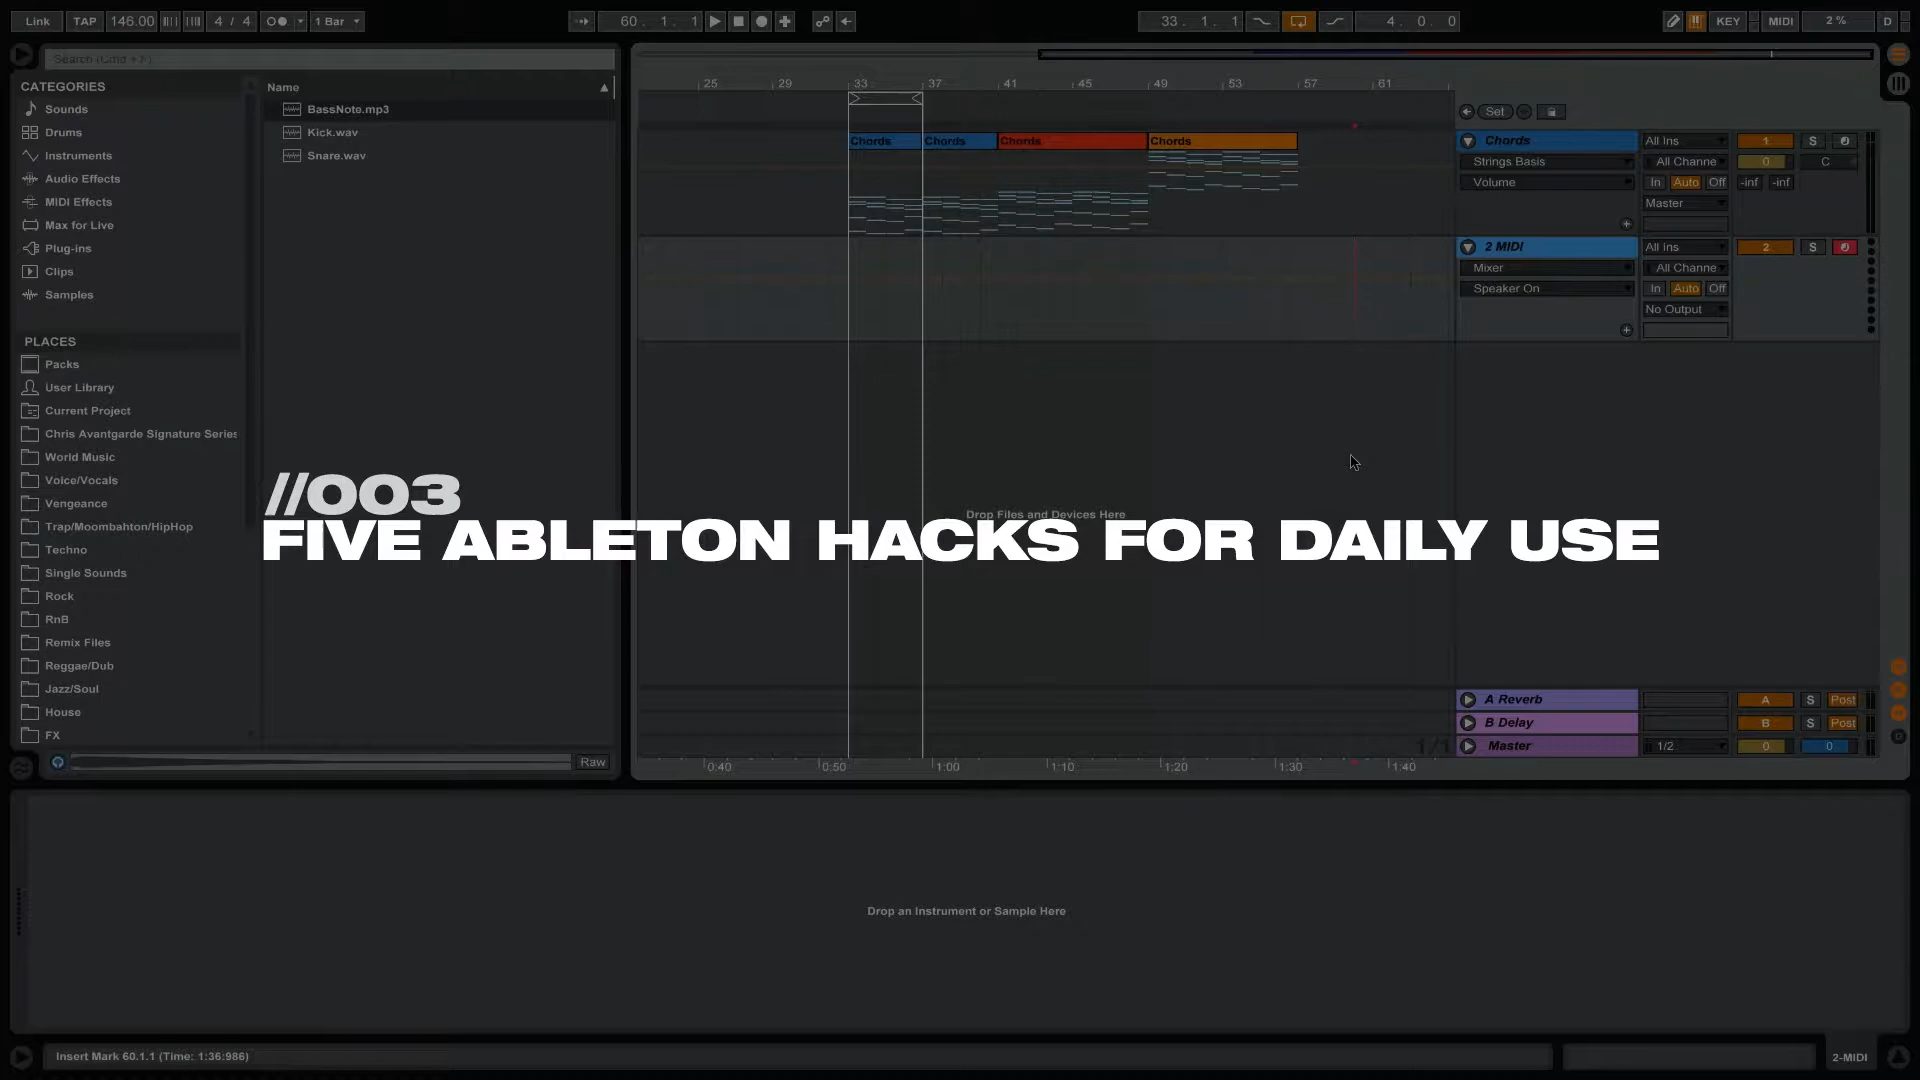 Link TAP 146.00 4 / 4 1 Bar 60. 1. 1 33. 1. 1 4. 0. 0 KEY MIDI 2 % D
Search (Cmd + F)
CATEGORIES
Sounds
Drums
Instruments
Audio Effects
MIDI Effects
Max for Live
Plug-ins
Clips
Samples
PLACES
Packs
User Library
Current Project
Chris Avantgarde Signature Series
World Music
Voice/Vocals
Vengeance
Trap/Moombahton/HipHop
Techno
Single Sounds
Rock
RnB
Remix Files
Reggae/Dub
Jazz/Soul
House
FX
Name
BassNote.mp3
Kick.wav
Snare.wav
Raw
25 29 33 37 41 45 49 53 57 61
Set
Chords Chords Chords Chords
Chords All Ins 1 S
Strings Basis All Channe 0 C
Volume In Auto Off -inf -inf
Master
2 MIDI All Ins 2 S
Mixer All Channe
Speaker On In Auto Off
No Output
Drop Files and Devices Here
//003
FIVE ABLETON HACKS FOR DAILY USE
A Reverb A S Post
B Delay B S Post
1/1 Master 1/2 0 0
0:40 0:50 1:00 1:10 1:20 1:30 1:40
Drop an Instrument or Sample Here
Insert Mark 60.1.1 (Time: 1:36:986)
2-MIDI